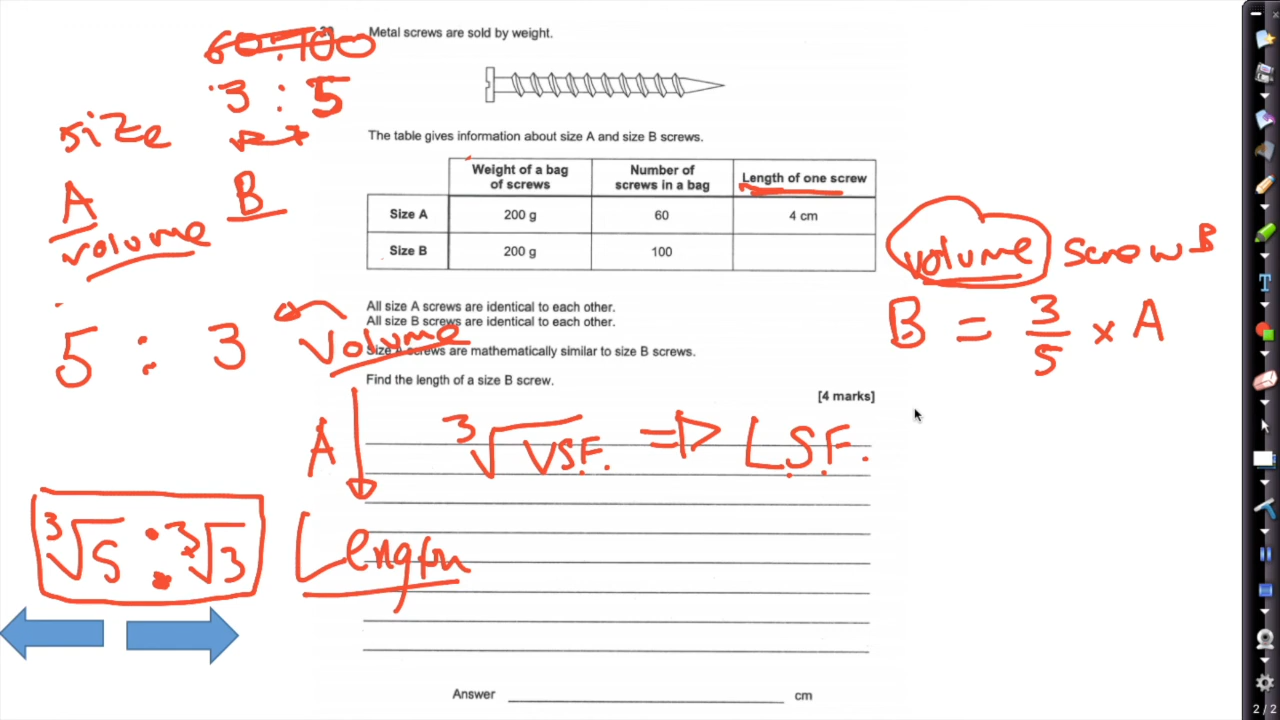 60:100
3 : 5
size
A B
volume
5 : 3 Volume
A
Length
∛5 : ∛3
Metal screws are sold by weight.
The table gives information about size A and size B screws.
Weight of a bag of screws Number of screws in a bag Length of one screw
Size A 200 g 60 4 cm
Size B 200 g 100
All size A screws are identical to each other.
All size B screws are identical to each other.
Size A screws are mathematically similar to size B screws.
Find the length of a size B screw.
[4 marks]
∛VSF. => L.S.F.
Answer cm
volume screw B
B = 3/5 × A
T
2 / 2